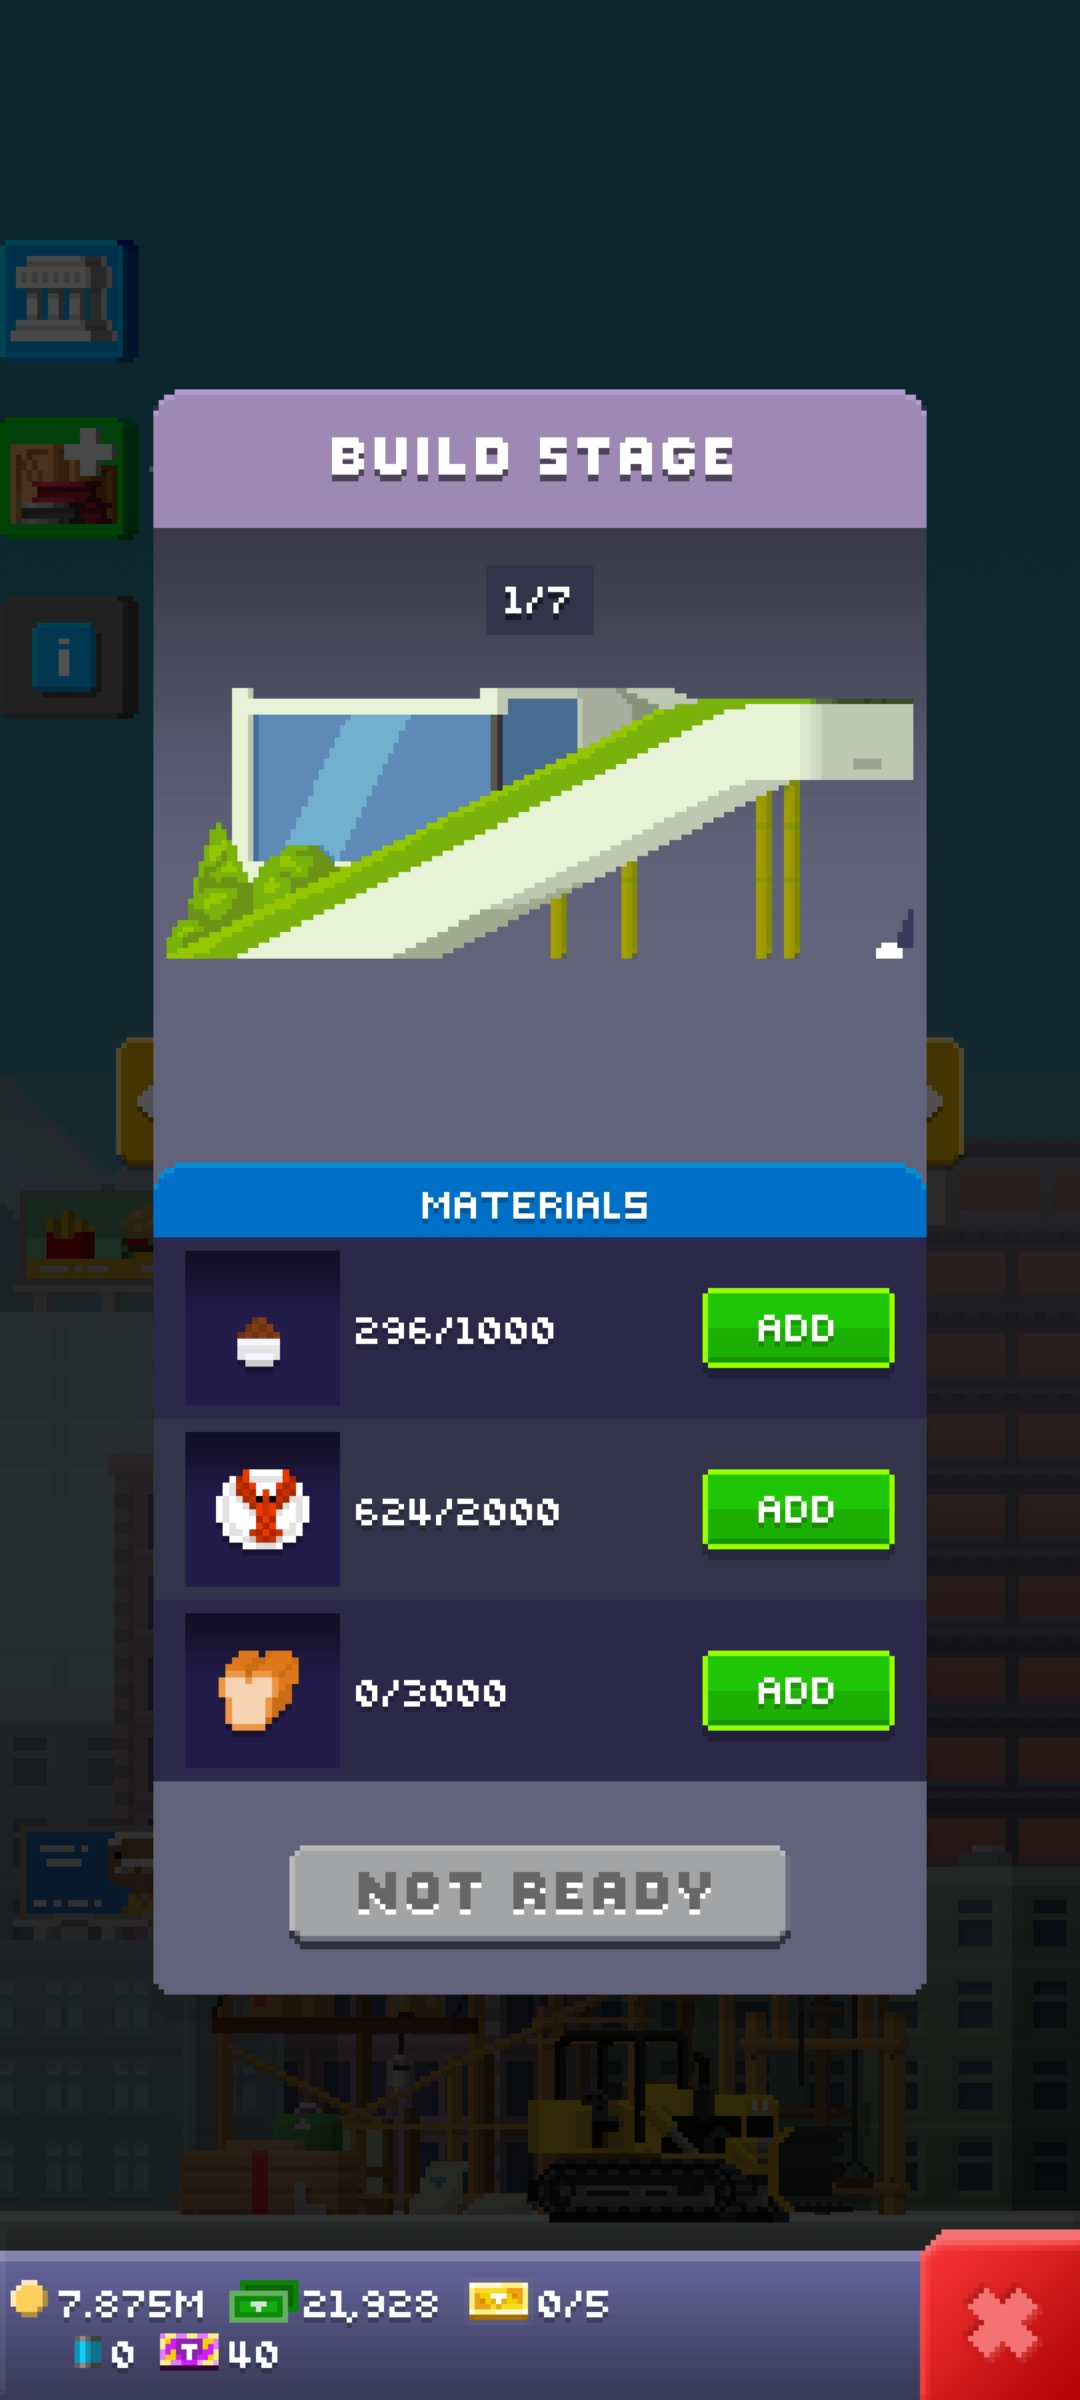 BUILD STAGE
1/7
MATERIALS
296/1000
ADD
624/2000
ADD
0/3000
ADD
NOT READY
7.875M 21,928 0/5
0 40